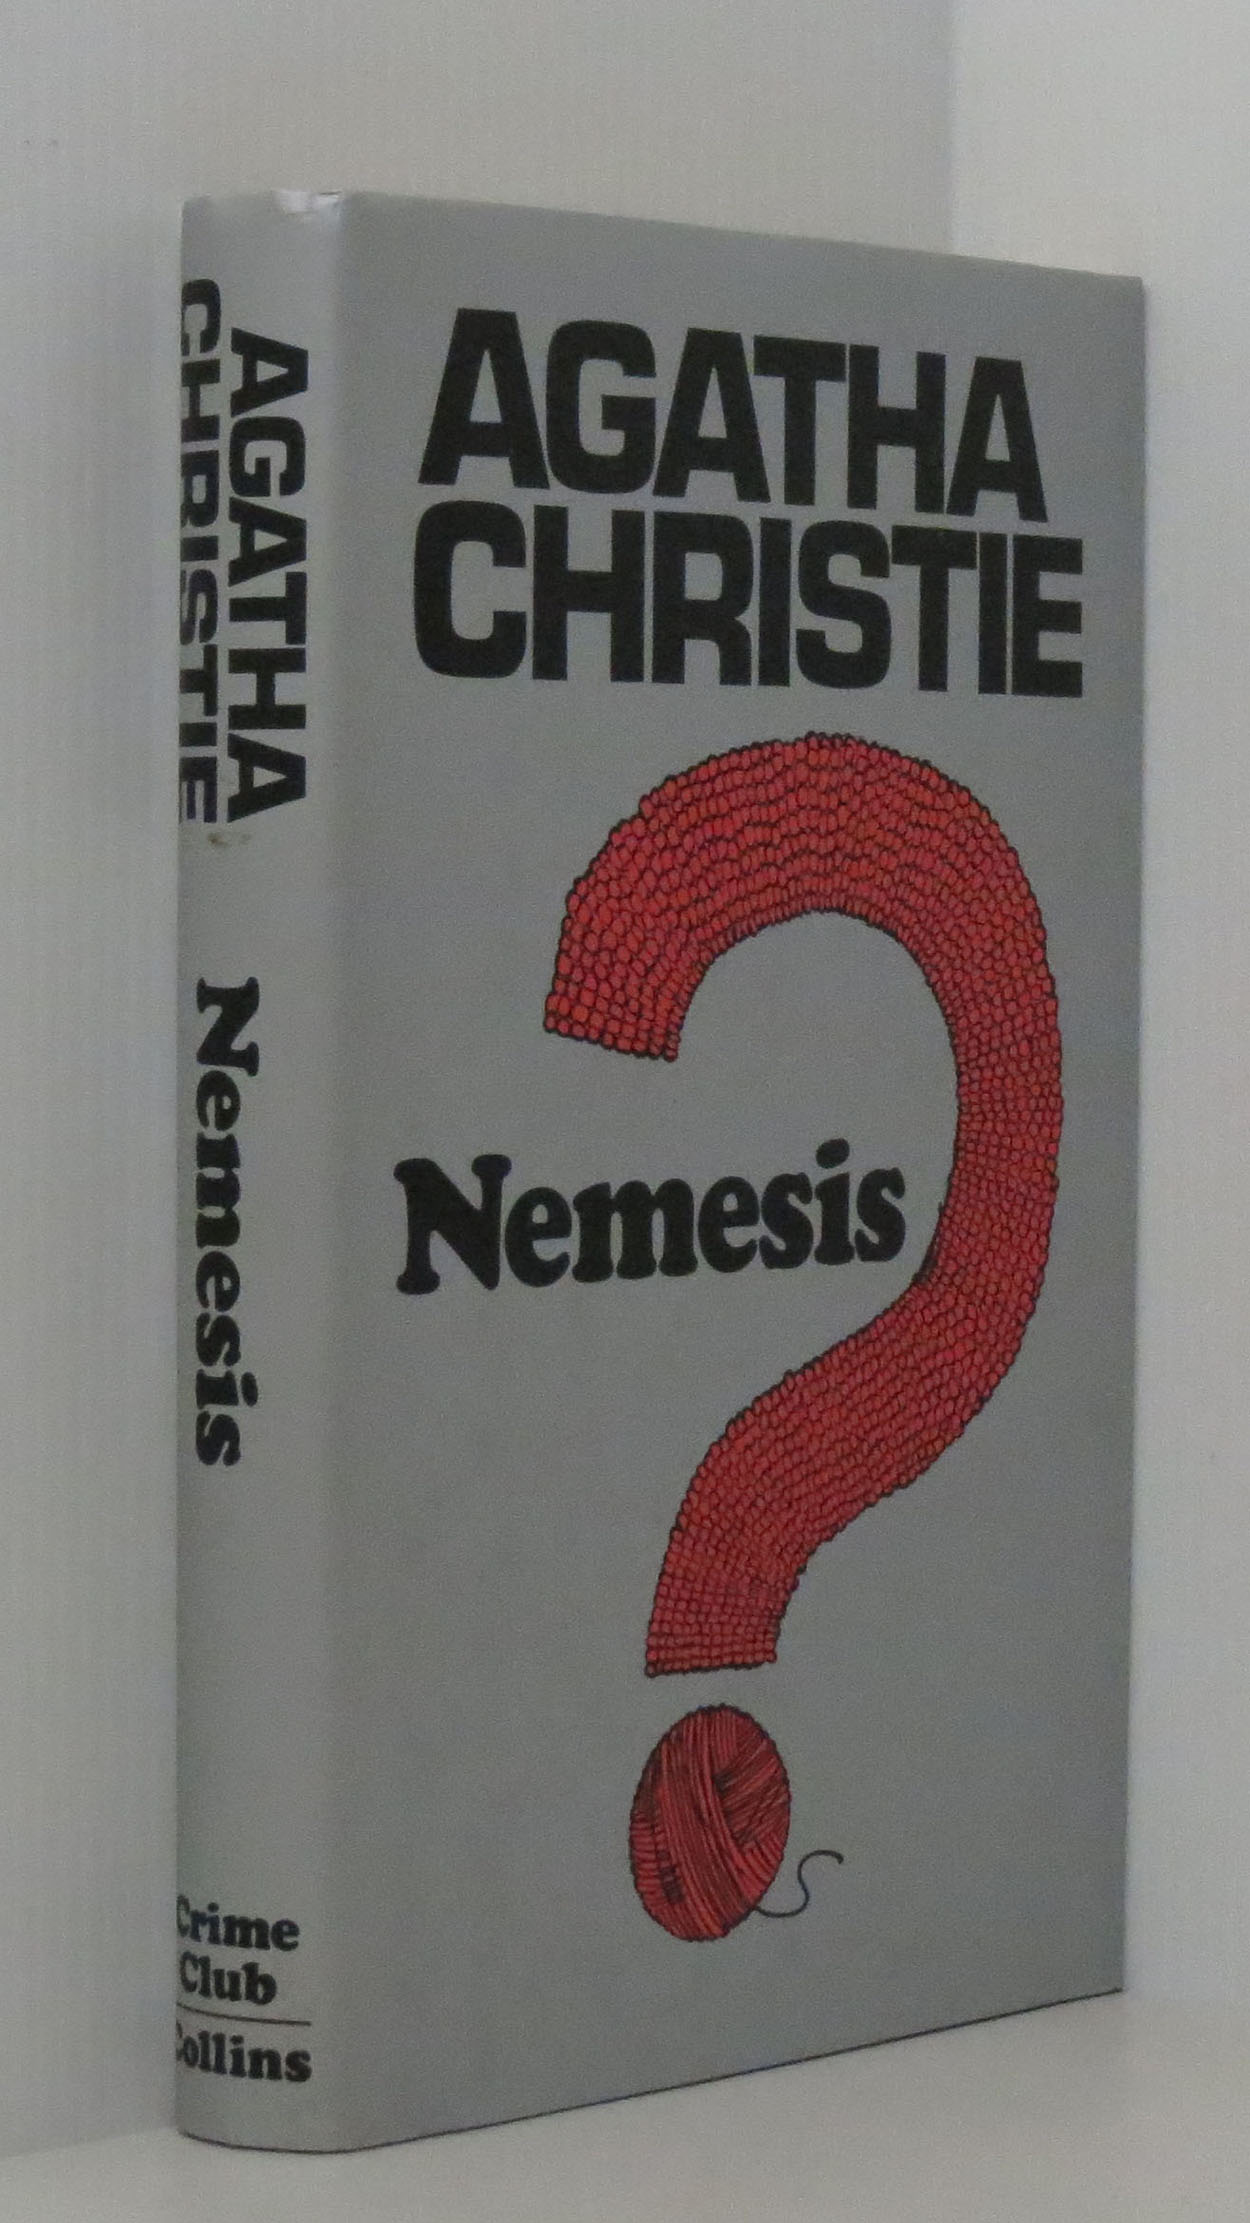 AGATHA
CHRISTIE
Nemesis
Crime
Club
Collins
AGATHA
CHRISTIE
?
Nemesis